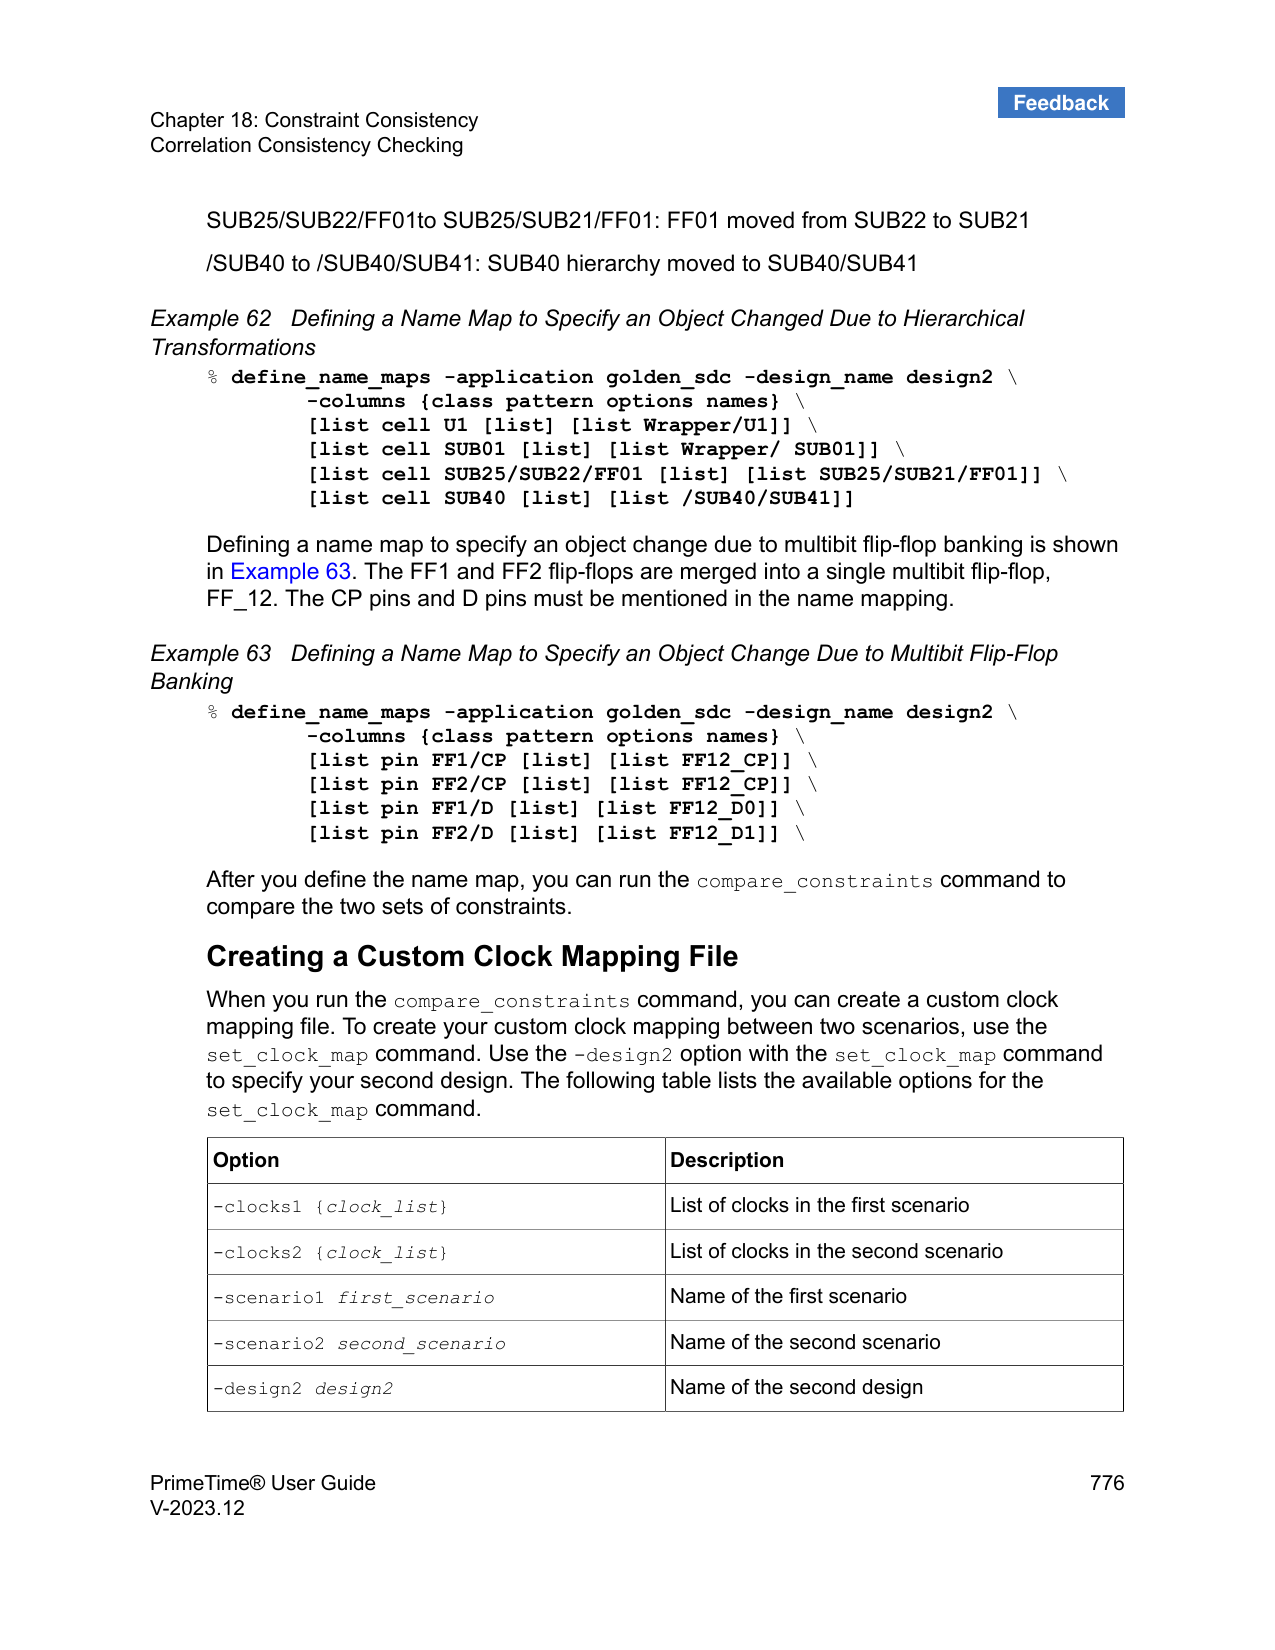 Feedback
Chapter 18: Constraint Consistency
Correlation Consistency Checking
SUB25/SUB22/FF01to SUB25/SUB21/FF01: FF01 moved from SUB22 to SUB21
/SUB40 to /SUB40/SUB41: SUB40 hierarchy moved to SUB40/SUB41
Example 62   Defining a Name Map to Specify an Object Changed Due to Hierarchical
Transformations
% define_name_maps -application golden_sdc -design_name design2 \
        -columns {class pattern options names} \
        [list cell U1 [list] [list Wrapper/U1]] \
        [list cell SUB01 [list] [list Wrapper/ SUB01]] \
        [list cell SUB25/SUB22/FF01 [list] [list SUB25/SUB21/FF01]] \
        [list cell SUB40 [list] [list /SUB40/SUB41]]
Defining a name map to specify an object change due to multibit flip-flop banking is shown
in Example 63. The FF1 and FF2 flip-flops are merged into a single multibit flip-flop,
FF_12. The CP pins and D pins must be mentioned in the name mapping.
Example 63   Defining a Name Map to Specify an Object Change Due to Multibit Flip-Flop
Banking
% define_name_maps -application golden_sdc -design_name design2 \
        -columns {class pattern options names} \
        [list pin FF1/CP [list] [list FF12_CP]] \
        [list pin FF2/CP [list] [list FF12_CP]] \
        [list pin FF1/D [list] [list FF12_D0]] \
        [list pin FF2/D [list] [list FF12_D1]] \
After you define the name map, you can run the compare_constraints command to
compare the two sets of constraints.
Creating a Custom Clock Mapping File
When you run the compare_constraints command, you can create a custom clock
mapping file. To create your custom clock mapping between two scenarios, use the
set_clock_map command. Use the -design2 option with the set_clock_map command
to specify your second design. The following table lists the available options for the
set_clock_map command.
Option Description
-clocks1 {clock_list} List of clocks in the first scenario
-clocks2 {clock_list} List of clocks in the second scenario
-scenario1 first_scenario Name of the first scenario
-scenario2 second_scenario Name of the second scenario
-design2 design2 Name of the second design
PrimeTime® User Guide 776
V-2023.12